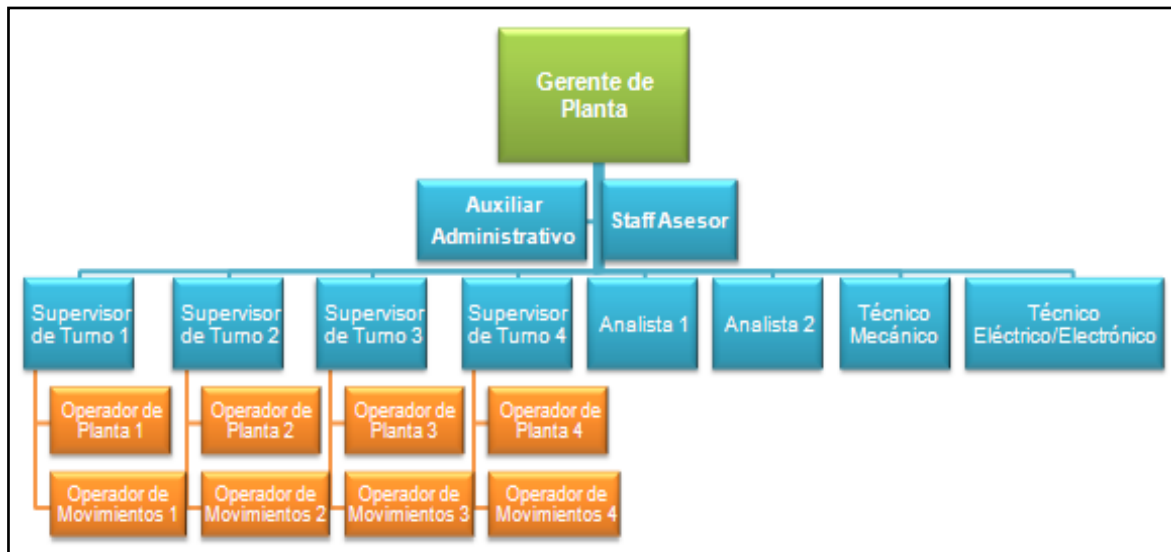 Gerente de
Planta
Auxiliar
Administrativo
Staff Asesor
Supervisor
de Turno 1
Supervisor
de Turno 2
Supervisor
de Turno 3
Supervisor
de Turno 4
Analista 1
Analista 2
Técnico
Mecánico
Técnico
Eléctrico/Electrónico
Operador de
Planta 1
Operador de
Planta 2
Operador de
Planta 3
Operador de
Planta 4
Operador de
Movimientos 1
Operador de
Movimientos 2
Operador de
Movimientos 3
Operador de
Movimientos 4